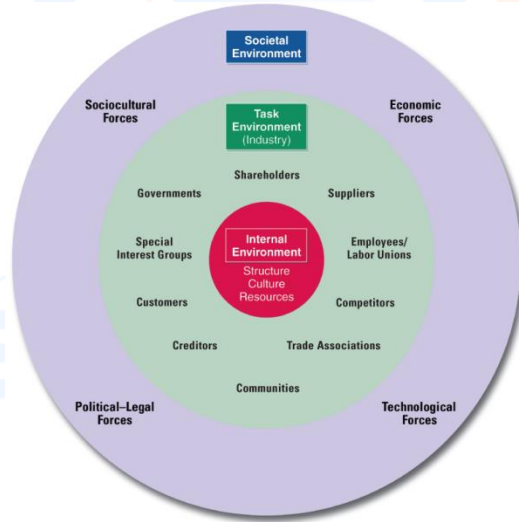 Societal
Environment
Sociocultural
Forces
Economic
Forces
Task
Environment
(Industry)
Shareholders
Governments
Suppliers
Special
Interest Groups
Internal
Environment
Structure
Culture
Resources
Employees/
Labor Unions
Customers
Competitors
Creditors
Trade Associations
Communities
Political–Legal
Forces
Technological
Forces